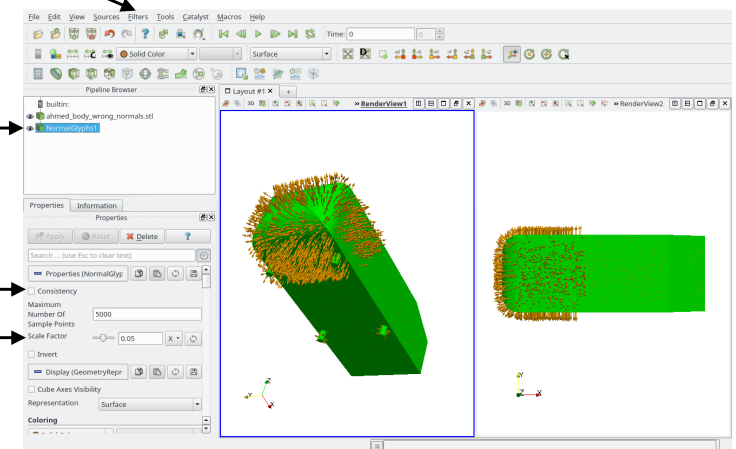 File Edit View Sources Filters Tools Catalyst Macros Help
Time: 0 0
Solid Color Surface
Pipeline Browser
Layout #1 +
builtin:
ahmed_body_wrong_normals.stl
NormalGlyphs1
3D RenderView1
3D RenderView2
Properties Information
Properties
Apply Reset Delete ?
Search ... (use Esc to clear text)
Properties (NormalGlyp
Consistency
Maximum
Number Of
Sample Points
5000
Scale Factor 0.05 X
Invert
Display (GeometryRepr
Cube Axes Visibility
Representation Surface
Coloring
Z
Y
X
Y
Z
X